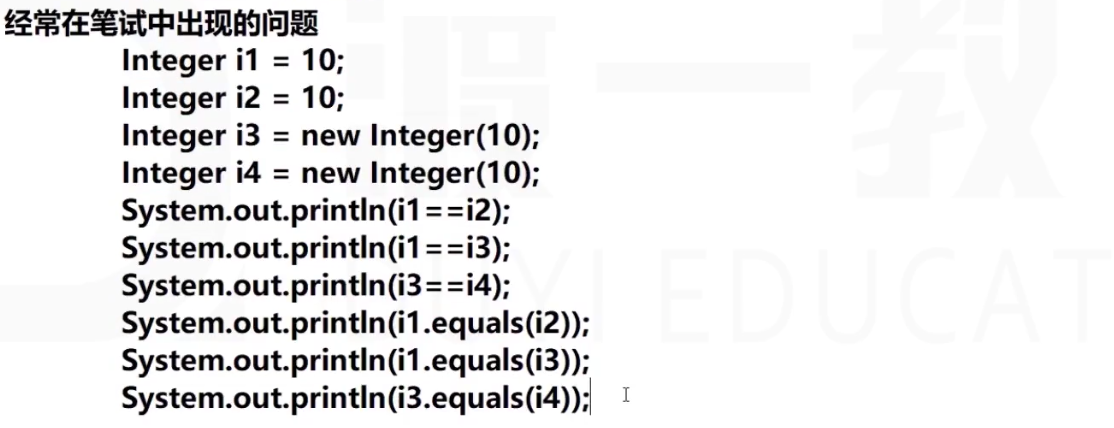 经常在笔试中出现的问题
Integer i1 = 10;
Integer i2 = 10;
Integer i3 = new Integer(10);
Integer i4 = new Integer(10);
System.out.println(i1==i2);
System.out.println(i1==i3);
System.out.println(i3==i4);
System.out.println(i1.equals(i2));
System.out.println(i1.equals(i3));
System.out.println(i3.equals(i4));